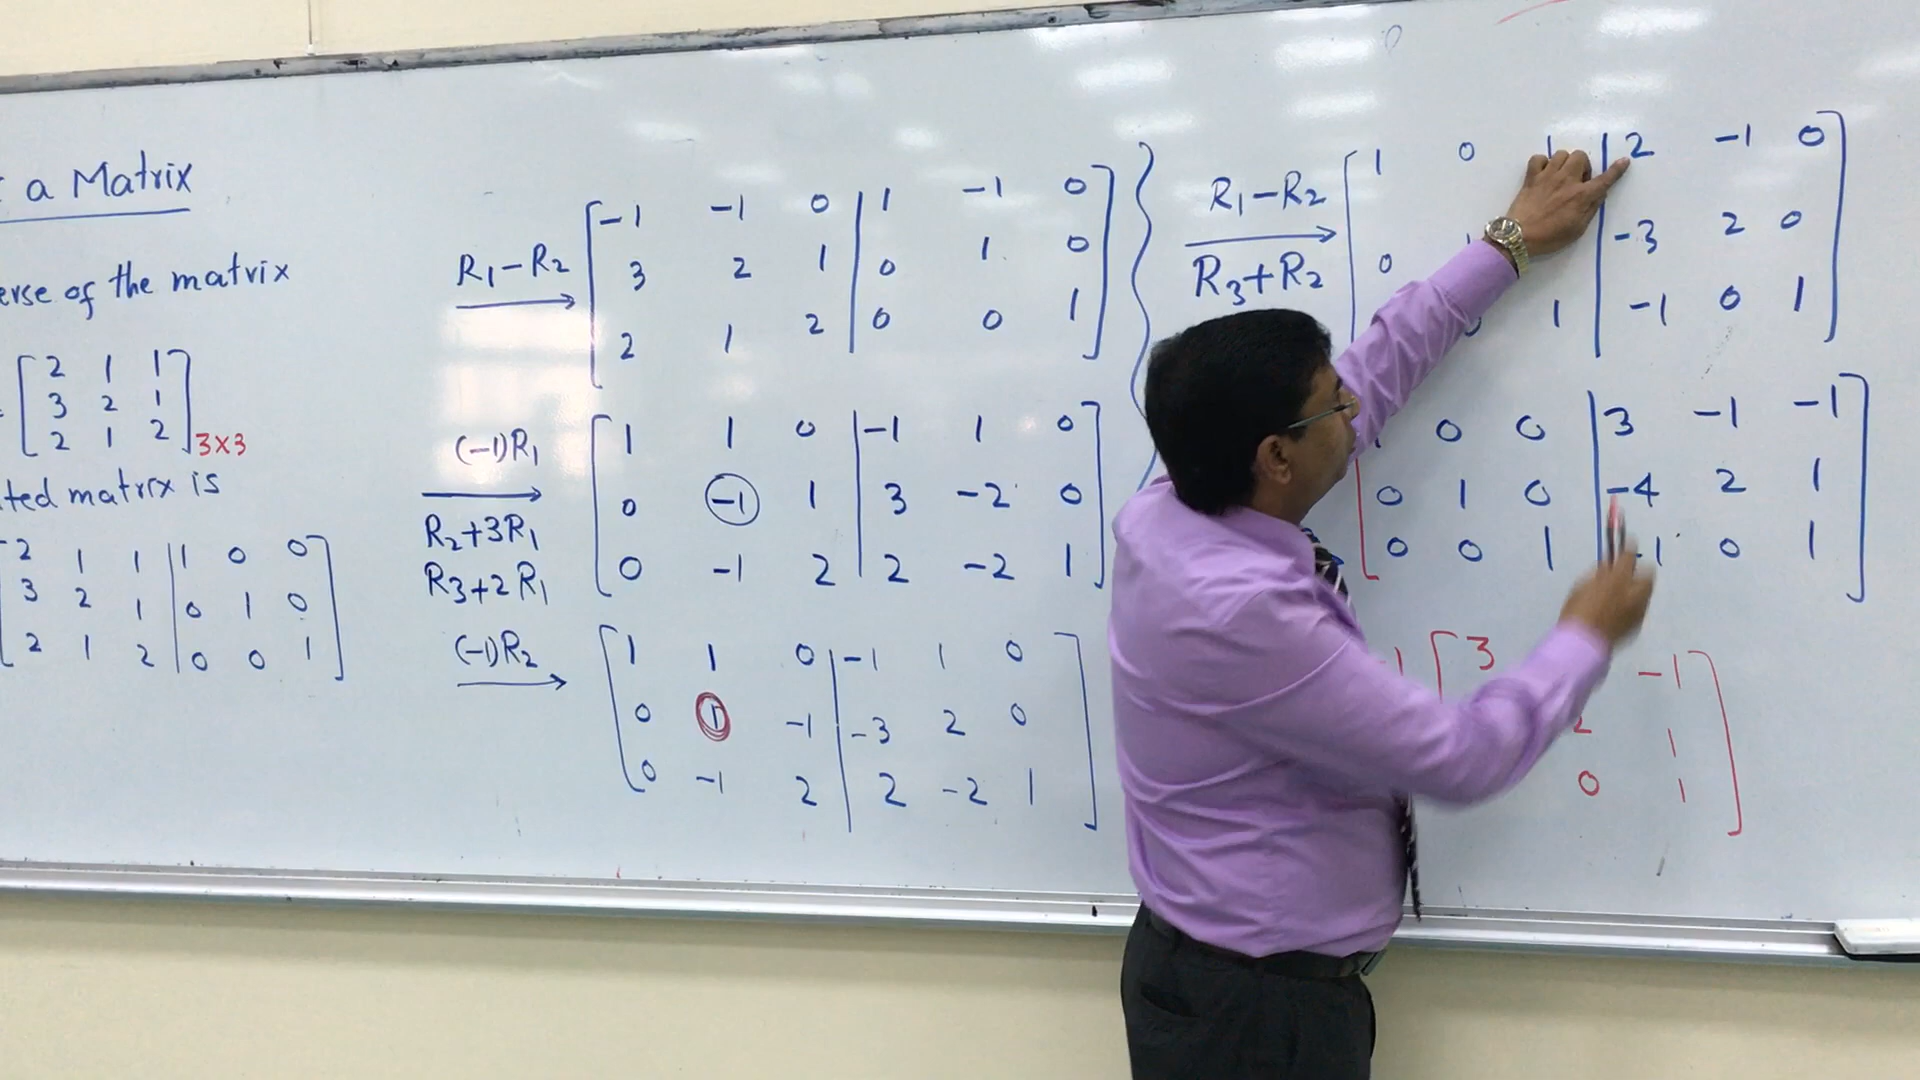 a Matrix
erse of the matrix
2 1 1
3 2 1
2 1 2
3×3
ted matrix is
2 1 1 | 1 0 0
3 2 1 | 0 1 0
2 1 2 | 0 0 1
R₁-R₂
-1 -1 0 | 1 -1 0
3 2 1 | 0 1 0
2 1 2 | 0 0 1
(-1)R₁
R₂+3R₁
R₃+2R₁
1 1 0 | -1 1 0
0 -1 1 | 3 -2 0
0 -1 2 | 2 -2 1
(-1)R₂
1 1 0 | -1 1 0
0 1 -1 | -3 2 0
0 -1 2 | 2 -2 1
R₁-R₂
R₃+R₂
1 0 1 | 2 -1 0
0 | -3 2 0
1 | -1 0 1
1 0 0 | 3 -1 -1
0 1 0 | -4 2 1
0 0 1 | -1 0 1
3 -1
2 1
0 1